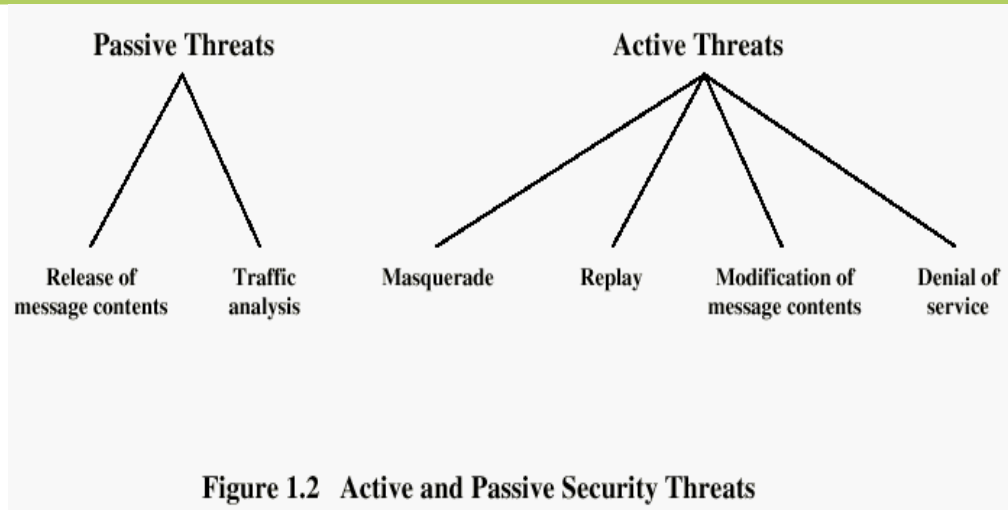 Passive Threats
Active Threats
Release of
message contents
Traffic
analysis
Masquerade
Replay
Modification of
message contents
Denial of
service
Figure 1.2 Active and Passive Security Threats